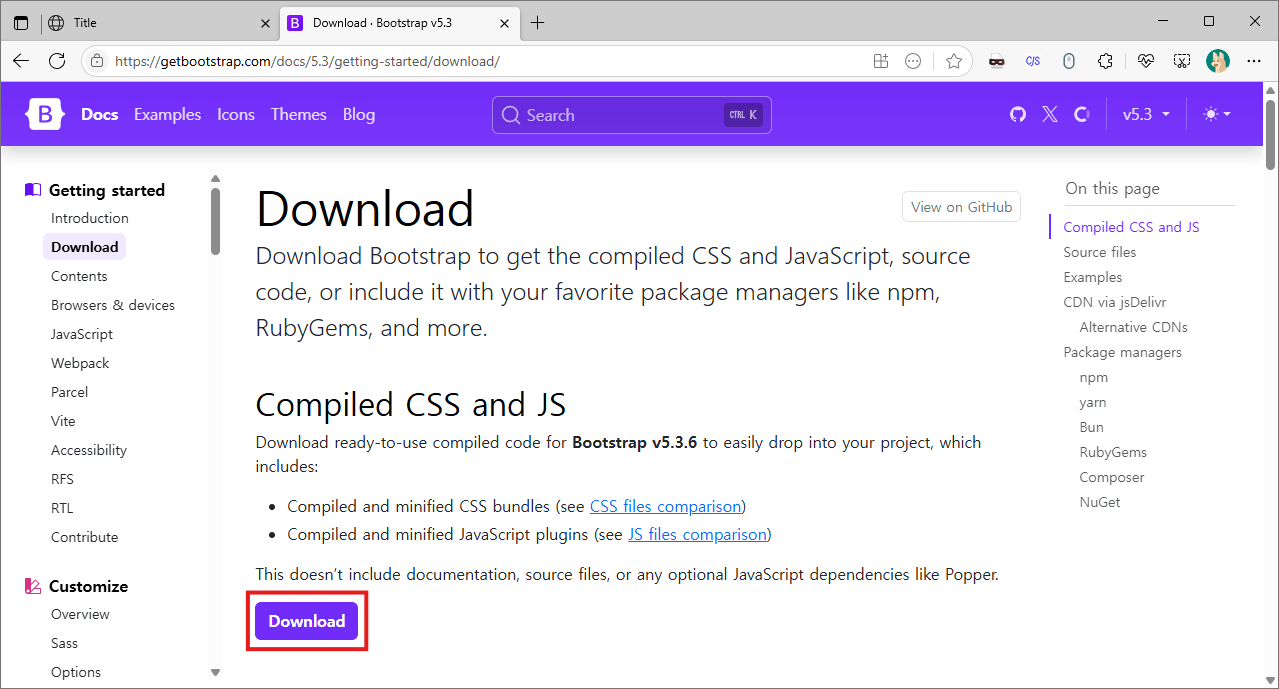 Title
Download · Bootstrap v5.3
https://getbootstrap.com/docs/5.3/getting-started/download/
C/S
B
Docs
Examples
Icons
Themes
Blog
Search
CTRL K
v5.3
Getting started
Introduction
Download
Contents
Browsers & devices
JavaScript
Webpack
Parcel
Vite
Accessibility
RFS
RTL
Contribute
Customize
Overview
Sass
Options
Download
View on GitHub
Download Bootstrap to get the compiled CSS and JavaScript, source
code, or include it with your favorite package managers like npm,
RubyGems, and more.
Compiled CSS and JS
Download ready-to-use compiled code for Bootstrap v5.3.6 to easily drop into your project, which
includes:
• Compiled and minified CSS bundles (see CSS files comparison)
• Compiled and minified JavaScript plugins (see JS files comparison)
This doesn’t include documentation, source files, or any optional JavaScript dependencies like Popper.
Download
On this page
Compiled CSS and JS
Source files
Examples
CDN via jsDelivr
Alternative CDNs
Package managers
npm
yarn
Bun
RubyGems
Composer
NuGet